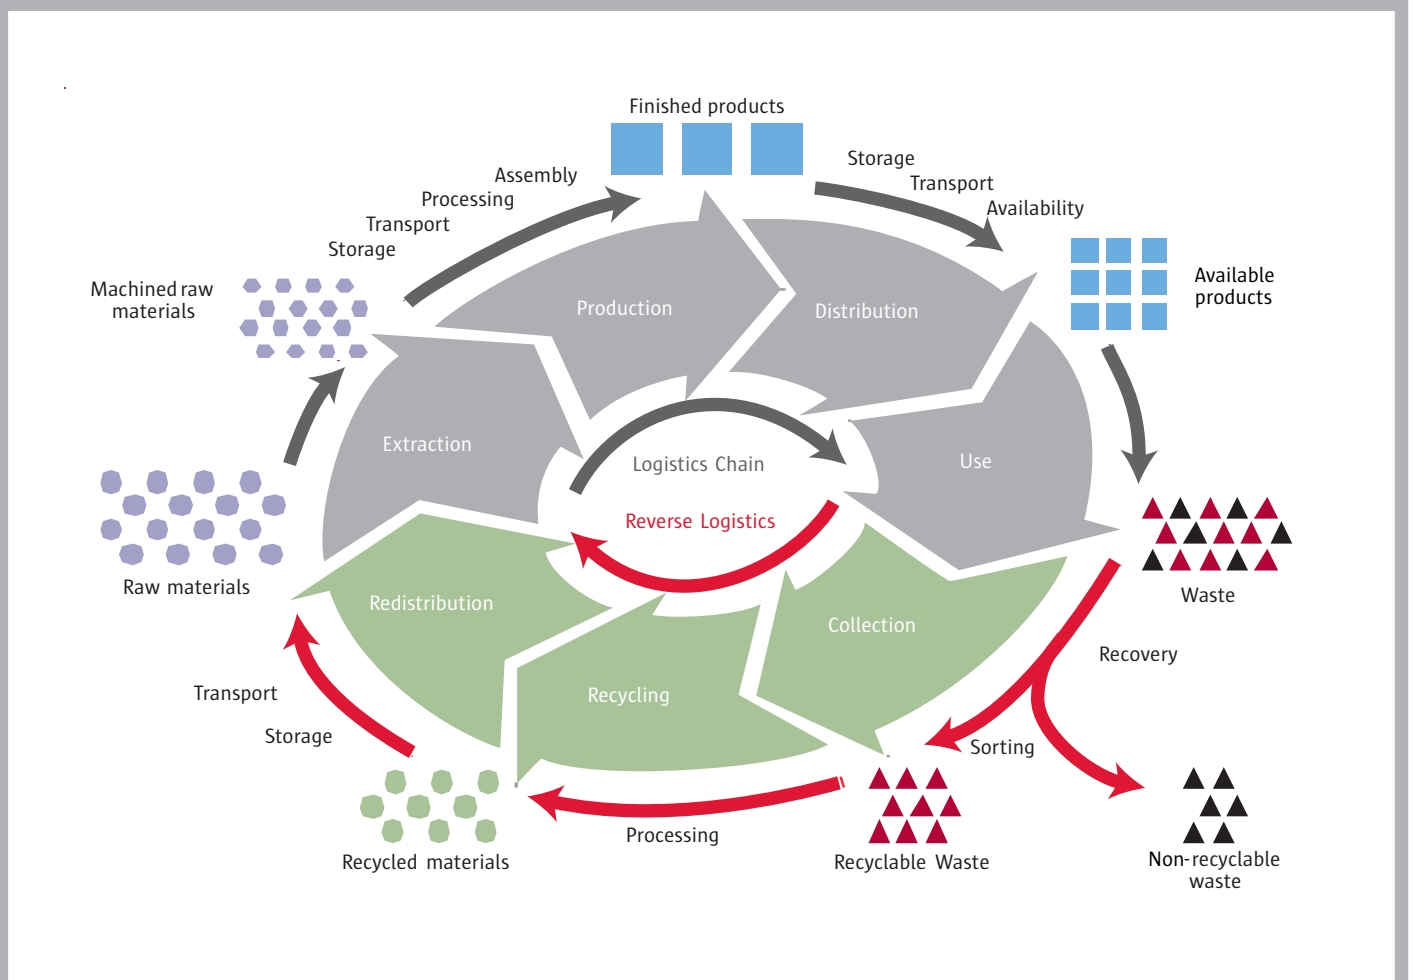 Finished products
Storage
Transport
Availability
Assembly
Processing
Transport
Storage
Machined raw
materials
Available
products
Production
Distribution
Extraction
Use
Logistics Chain
Reverse Logistics
Raw materials
Waste
Redistribution
Collection
Recycling
Recovery
Transport
Storage
Sorting
Processing
Recycled materials
Recyclable Waste
Non-recyclable
waste